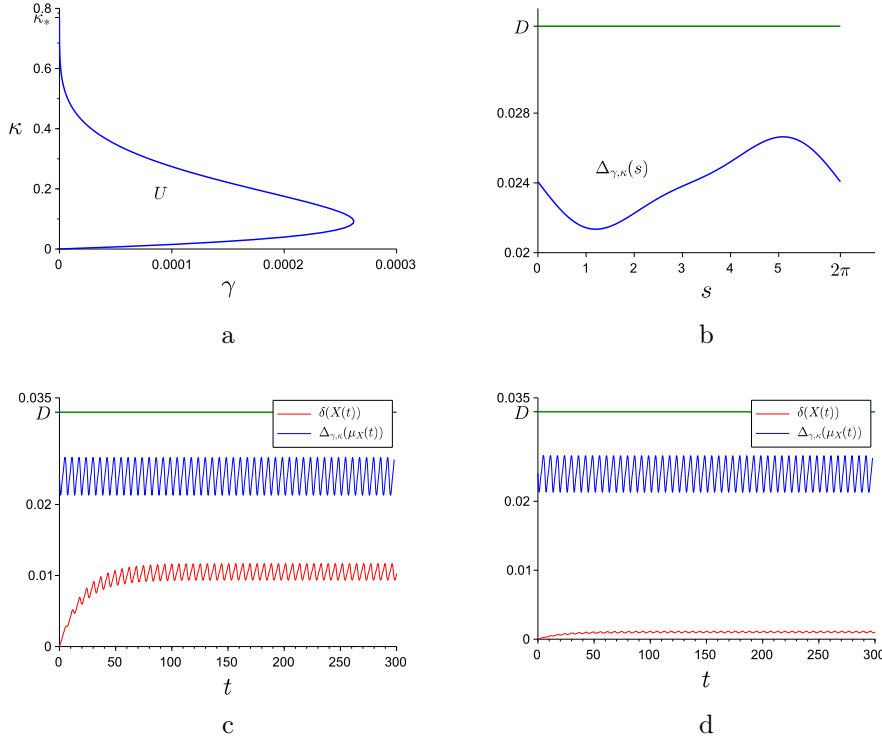 0.8
κ*
0.6
0.4
κ
0.2
U
0
0 0.0001 0.0002 0.0003
γ
a
D
0.028
Δγ,κ(s)
0.024
0.02
0 1 2 3 4 5 2π
s
b
0.035
D
δ(X(t))
Δγ,κ(μX(t))
0.02
0.01
0
0 50 100 150 200 250 300
t
c
0.035
D
δ(X(t))
Δγ,κ(μX(t))
0.02
0.01
0
0 50 100 150 200 250 300
t
d